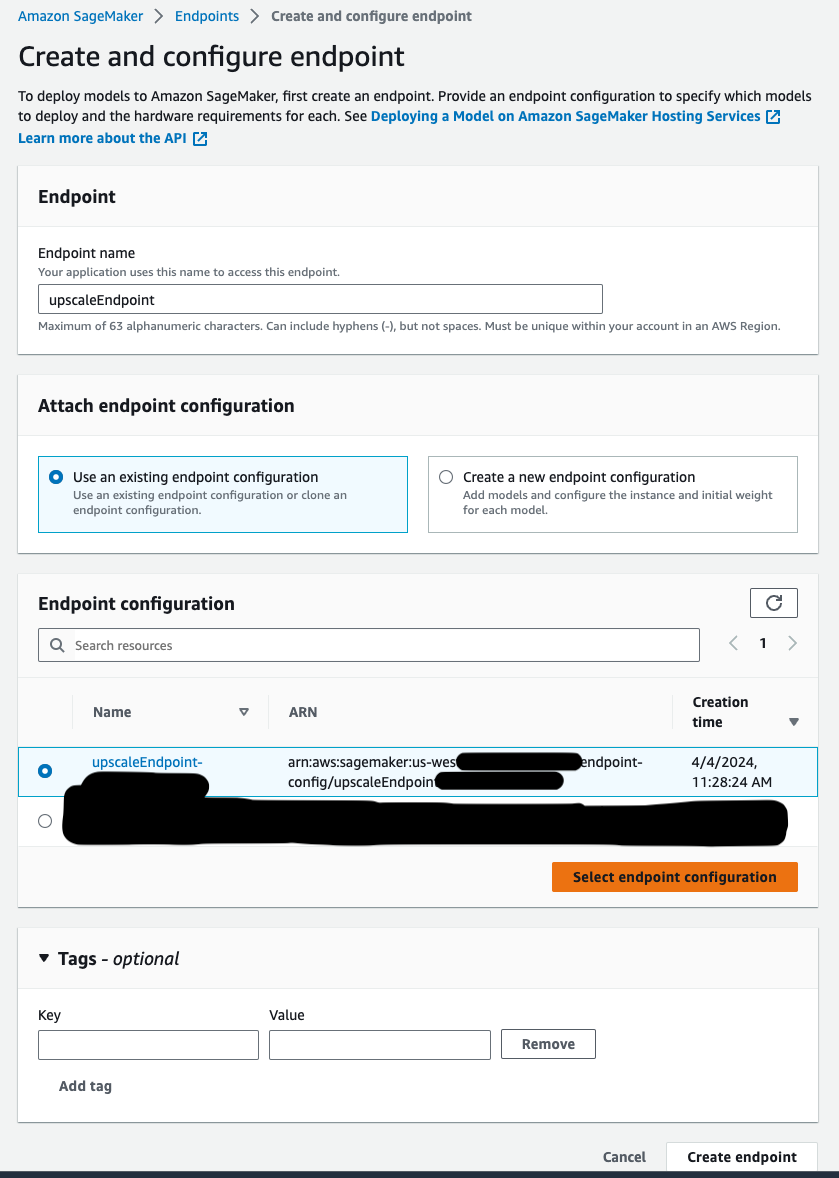 Amazon SageMaker > Endpoints > Create and configure endpoint
Create and configure endpoint
To deploy models to Amazon SageMaker, first create an endpoint. Provide an endpoint configuration to specify which models
to deploy and the hardware requirements for each. See Deploying a Model on Amazon SageMaker Hosting Services
Learn more about the API
Endpoint
Endpoint name
Your application uses this name to access this endpoint.
upscaleEndpoint
Maximum of 63 alphanumeric characters. Can include hyphens (-), but not spaces. Must be unique within your account in an AWS Region.
Attach endpoint configuration
Use an existing endpoint configuration
Use an existing endpoint configuration or clone an
endpoint configuration.
Create a new endpoint configuration
Add models and configure the instance and initial weight
for each model.
Endpoint configuration
Search resources
1
Name
ARN
Creation
time
upscaleEndpoint-
arn:aws:sagemaker:us-wes endpoint-
config/upscaleEndpoin
4/4/2024,
11:28:24 AM
Select endpoint configuration
Tags - optional
Key
Value
Remove
Add tag
Cancel
Create endpoint